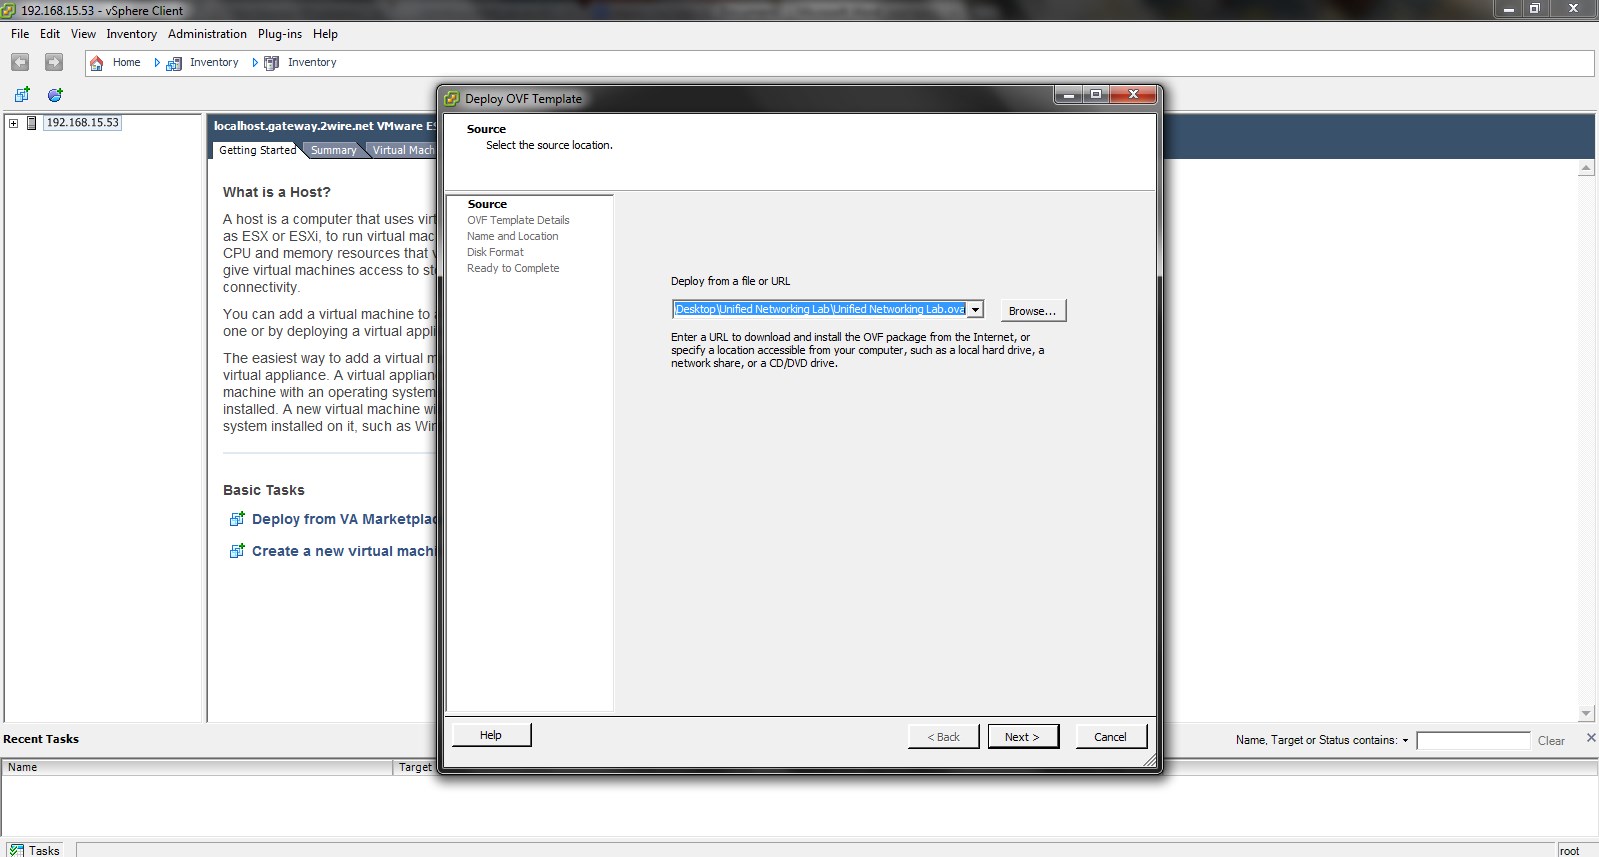 192.168.15.53 - vSphere Client
File Edit View Inventory Administration Plug-ins Help
Home Inventory Inventory
192.168.15.53
localhost.gateway.2wire.net VMware
Getting Started Summary Virtual Mach
What is a Host?
A host is a computer that uses virt
as ESX or ESXi, to run virtual mac
CPU and memory resources that
give virtual machines access to st
connectivity.
You can add a virtual machine to
one or by deploying a virtual appl
The easiest way to add a virtual m
virtual appliance. A virtual applian
machine with an operating system
installed. A new virtual machine wi
system installed on it, such as Wir
Basic Tasks
Deploy from VA Marketplac
Create a new virtual machi
Deploy OVF Template
Source
Select the source location.
Source
OVF Template Details
Name and Location
Disk Format
Ready to Complete
Deploy from a file or URL
\Desktop\Unified Networking Lab\Unified Networking Lab.ova
Browse...
Enter a URL to download and install the OVF package from the Internet, or
specify a location accessible from your computer, such as a local hard drive, a
network share, or a CD/DVD drive.
Help < Back Next > Cancel
Recent Tasks Name, Target or Status contains: Clear
Name Target
Tasks root